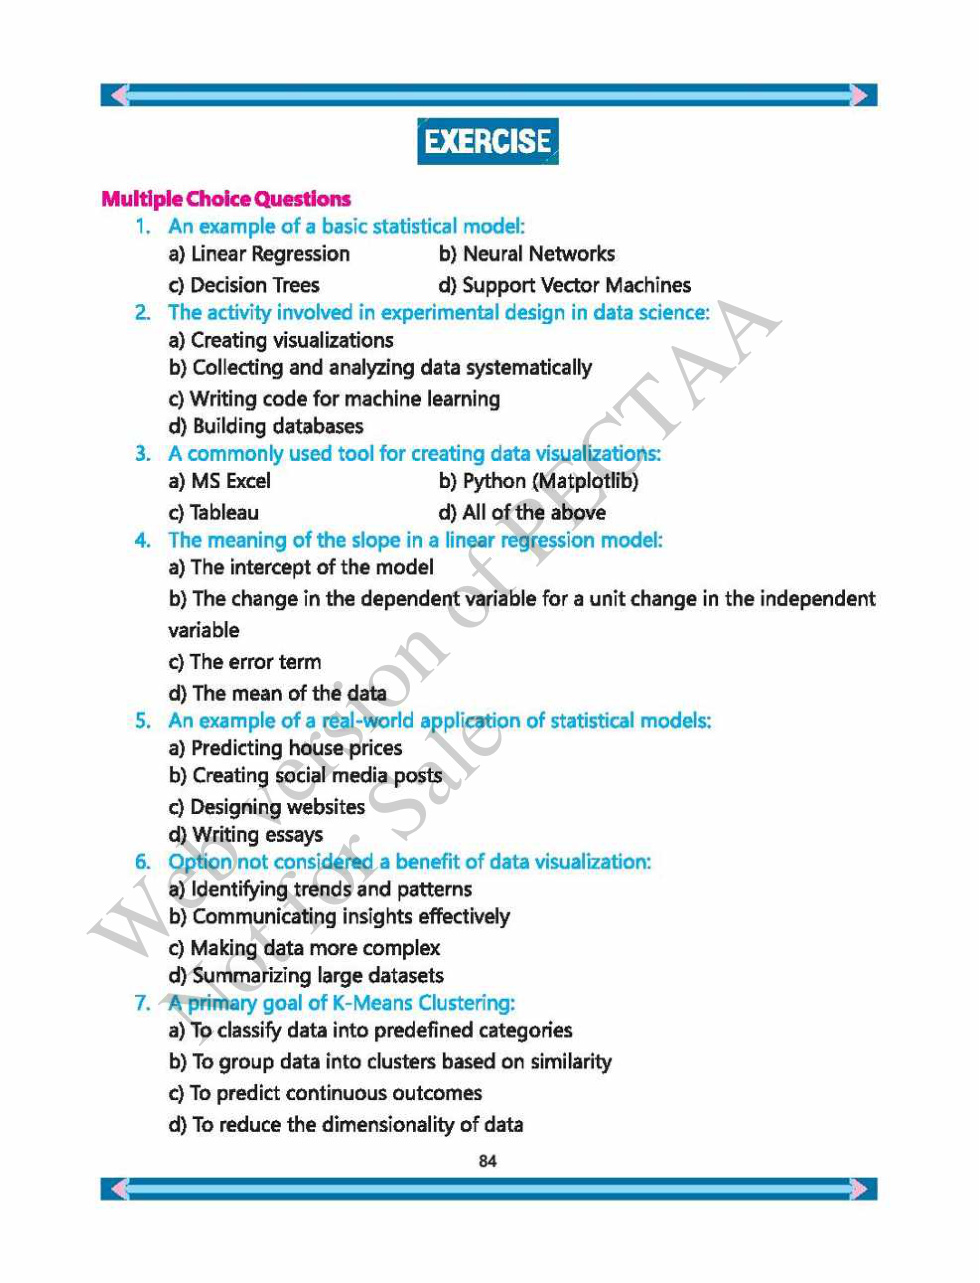 EXERCISE
Multiple Choice Questions
1. An example of a basic statistical model:
a) Linear Regression b) Neural Networks
c) Decision Trees d) Support Vector Machines
2. The activity involved in experimental design in data science:
a) Creating visualizations
b) Collecting and analyzing data systematically
c) Writing code for machine learning
d) Building databases
3. A commonly used tool for creating data visualizations:
a) MS Excel b) Python (Matplotlib)
c) Tableau d) All of the above
4. The meaning of the slope in a linear regression model:
a) The intercept of the model
b) The change in the dependent variable for a unit change in the independent
variable
c) The error term
d) The mean of the data
5. An example of a real-world application of statistical models:
a) Predicting house prices
b) Creating social media posts
c) Designing websites
d) Writing essays
6. Option not considered a benefit of data visualization:
a) Identifying trends and patterns
b) Communicating insights effectively
c) Making data more complex
d) Summarizing large datasets
7. A primary goal of K-Means Clustering:
a) To classify data into predefined categories
b) To group data into clusters based on similarity
c) To predict continuous outcomes
d) To reduce the dimensionality of data
84
Web version of PECTAA
Not for Sale